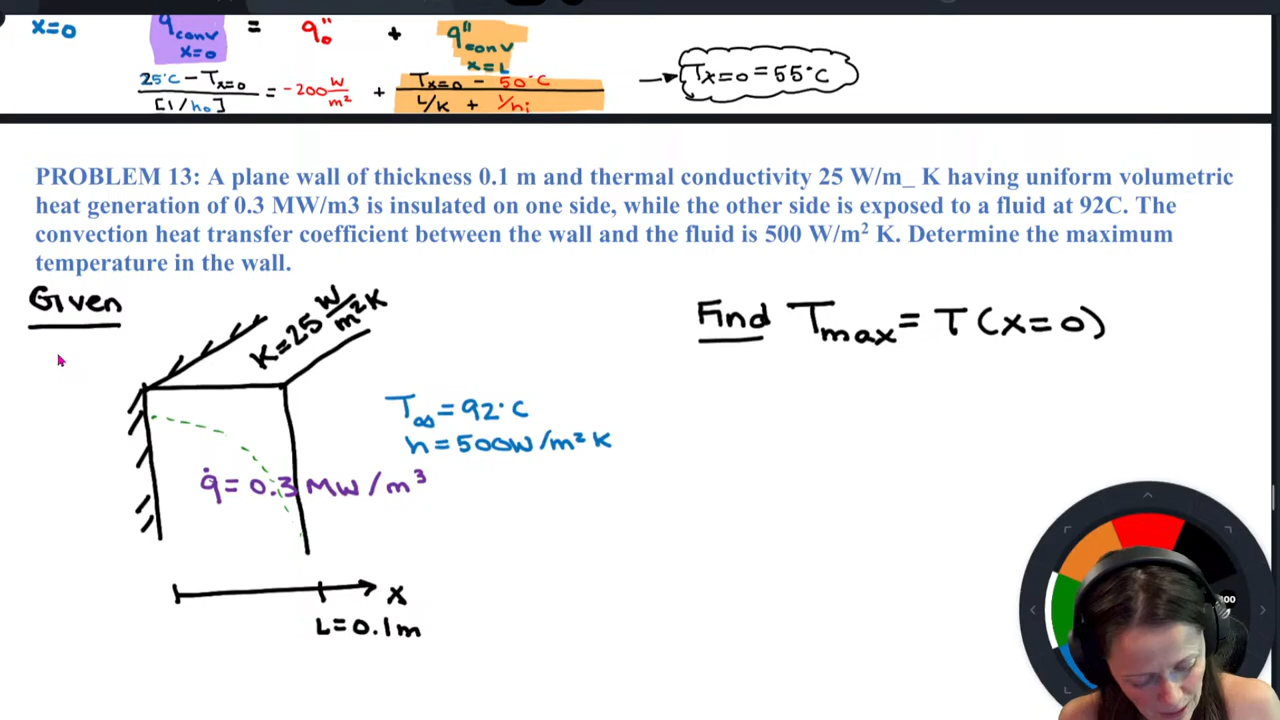 x=0
q"conv x=0 = q"o + q"conv x=L
25°C - Tx=0 / [1/ho] = -200 W/m² + Tx=0 - 50°C / L/K + 1/hi
→ Tx=0 = 55°C
PROBLEM 13: A plane wall of thickness 0.1 m and thermal conductivity 25 W/m_ K having uniform volumetric
heat generation of 0.3 MW/m3 is insulated on one side, while the other side is exposed to a fluid at 92C. The
convection heat transfer coefficient between the wall and the fluid is 500 W/m² K. Determine the maximum
temperature in the wall.
Given
K=25 W/m²K
T∞ = 92°C
h = 500W/m² K
q̇ = 0.3 MW/m³
x
L=0.1m
Find Tmax = T(x=0)